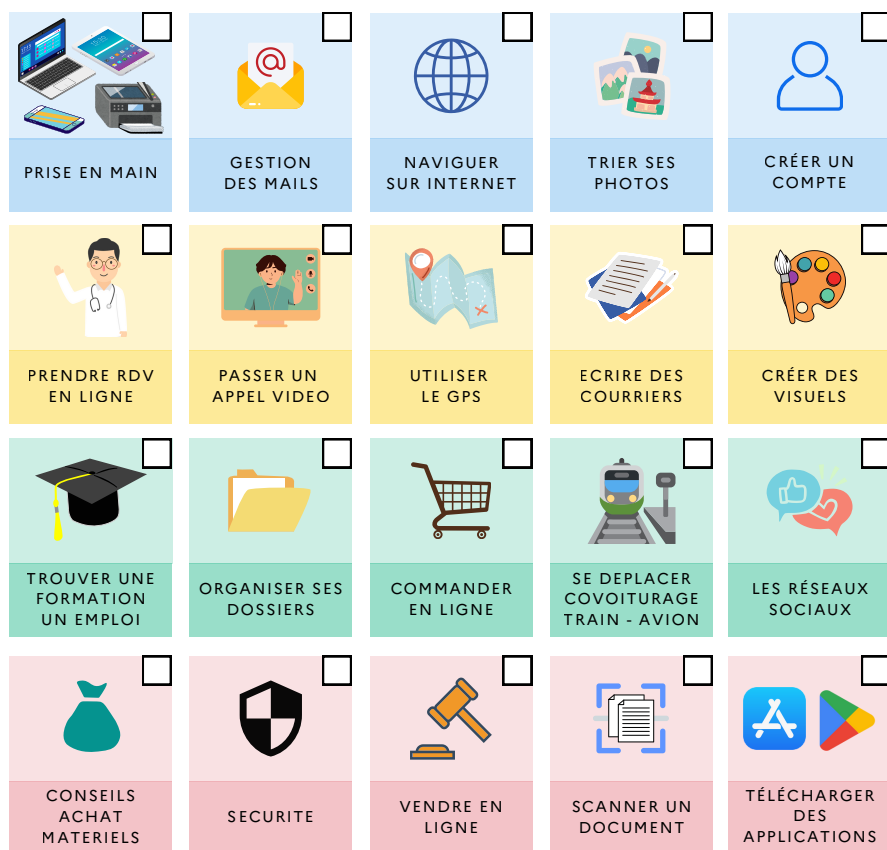 PRISE EN MAIN
GESTION
DES MAILS
NAVIGUER
SUR INTERNET
TRIER SES
PHOTOS
CRÉER UN
COMPTE
PRENDRE RDV
EN LIGNE
PASSER UN
APPEL VIDEO
UTILISER
LE GPS
ECRIRE DES
COURRIERS
CRÉER DES
VISUELS
TROUVER UNE
FORMATION
UN EMPLOI
ORGANISER SES
DOSSIERS
COMMANDER
EN LIGNE
SE DEPLACER
COVOITURAGE
TRAIN - AVION
LES RÉSEAUX
SOCIAUX
CONSEILS
ACHAT
MATERIELS
SECURITE
VENDRE EN
LIGNE
SCANNER UN
DOCUMENT
TÉLÉCHARGER
DES
APPLICATIONS